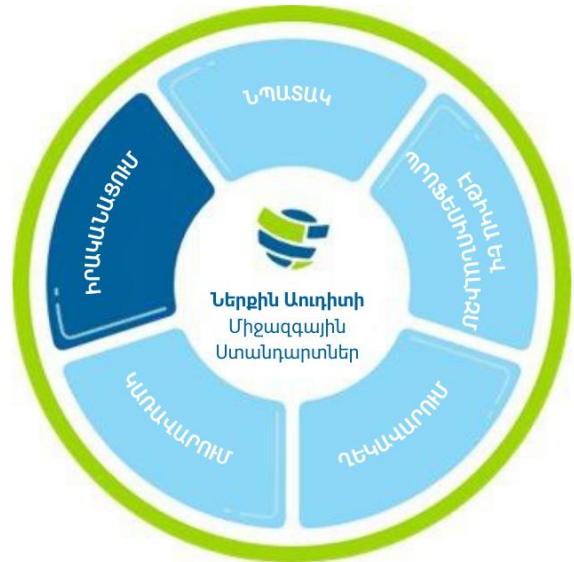 ՆՊԱՏԱԿ
ԷԹԻԿԱ ԵՎ
ՊՐՈՖԵՍԻՈՆԱԼԻԶՄ
ՂԵԿԱՎԱՐՈՒՄ
ԿԱՌԱՎԱՐՈՒՄ
ԻՐԱԿԱՆԱՑՈՒՄ
Ներքին Աուդիտի
Միջազգային
Ստանդարտներ